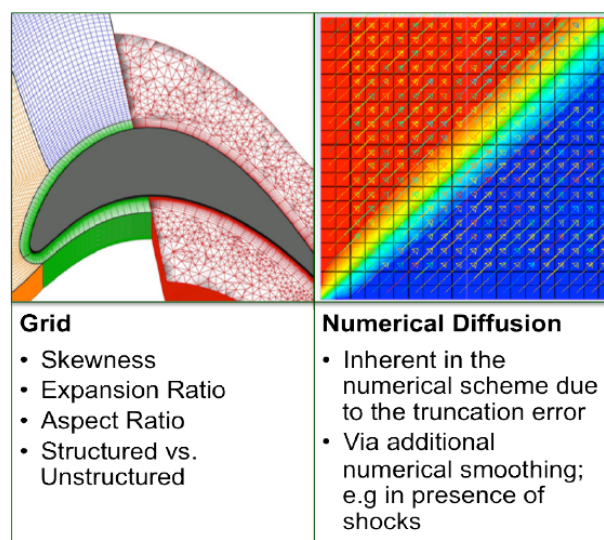 Grid
• Skewness
• Expansion Ratio
• Aspect Ratio
• Structured vs.
Unstructured
Numerical Diffusion
• Inherent in the
numerical scheme due
to the truncation error
• Via additional
numerical smoothing;
e.g in presence of
shocks